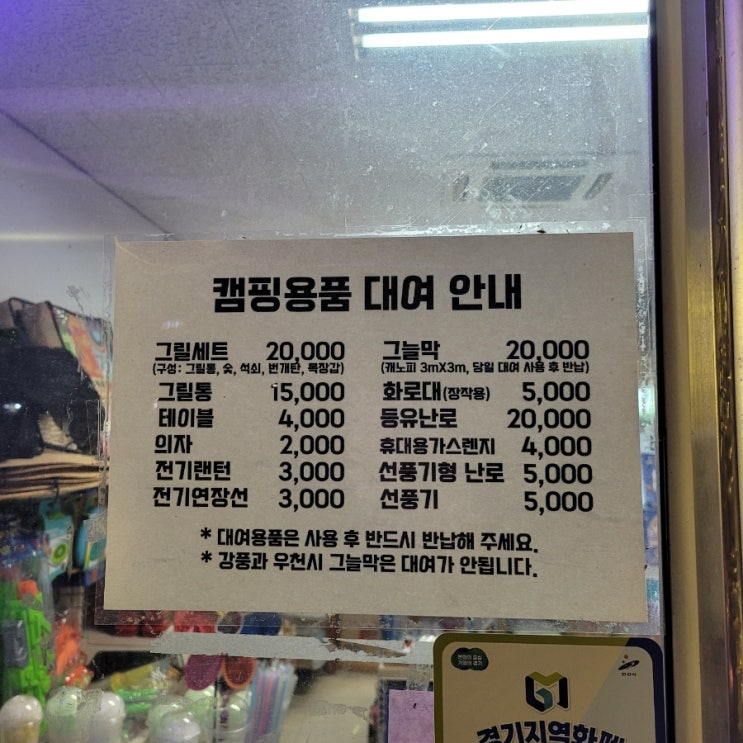 캠핑용품 대여 안내
그릴세트 20,000
(구성: 그릴통, 숯, 석쇠, 번개탄, 목장갑)
그릴통 15,000
테이블 4,000
의자 2,000
전기랜턴 3,000
전기연장선 3,000
그늘막 20,000
(캐노피 3mX3m, 당일 대여 사용 후 반납)
화로대(장작용) 5,000
등유난로 20,000
휴대용가스렌지 4,000
선풍기형 난로 5,000
선풍기 5,000
* 대여용품은 사용 후 반드시 반납해 주세요.
* 강풍과 우천시 그늘막은 대여가 안됩니다.
경기지역화폐